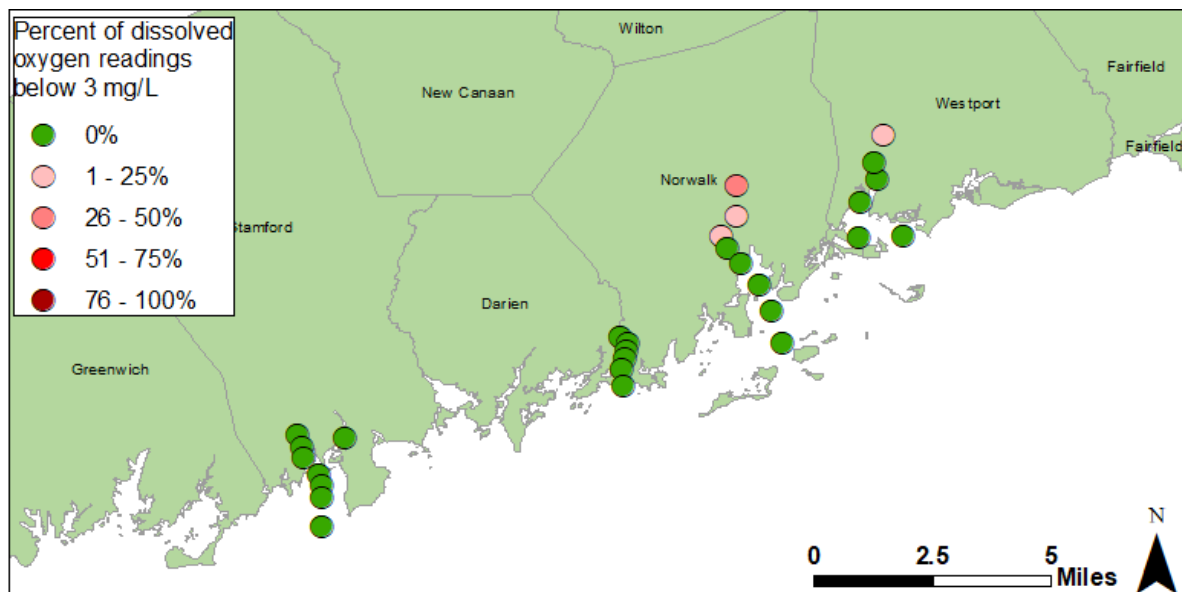 Percent of dissolved
oxygen readings
below 3 mg/L
0%
1 - 25%
26 - 50%
51 - 75%
76 - 100%
Wilton
Fairfield
New Canaan
Westport
Fairfield
Norwalk
Stamford
Darien
Greenwich
N
0 2.5 5
Miles